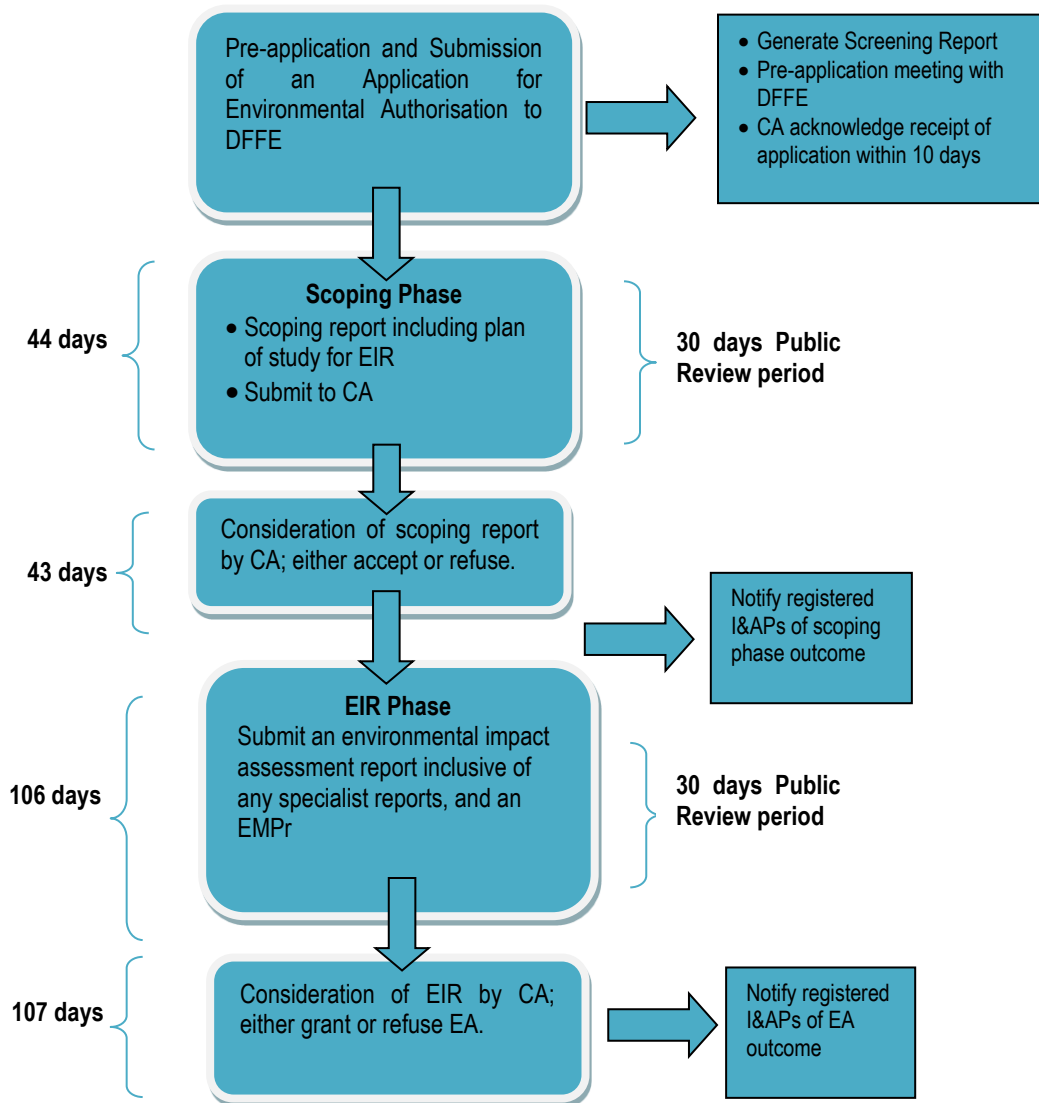 Pre-application and Submission
of an Application for
Environmental Authorisation to
DFFE
• Generate Screening Report
• Pre-application meeting with
DFFE
• CA acknowledge receipt of
application within 10 days
44 days
Scoping Phase
• Scoping report including plan
of study for EIR
• Submit to CA
30 days Public
Review period
43 days
Consideration of scoping report
by CA; either accept or refuse.
Notify registered
I&APs of scoping
phase outcome
106 days
EIR Phase
Submit an environmental impact
assessment report inclusive of
any specialist reports, and an
EMPr
30 days Public
Review period
107 days
Consideration of EIR by CA;
either grant or refuse EA.
Notify registered
I&APs of EA
outcome